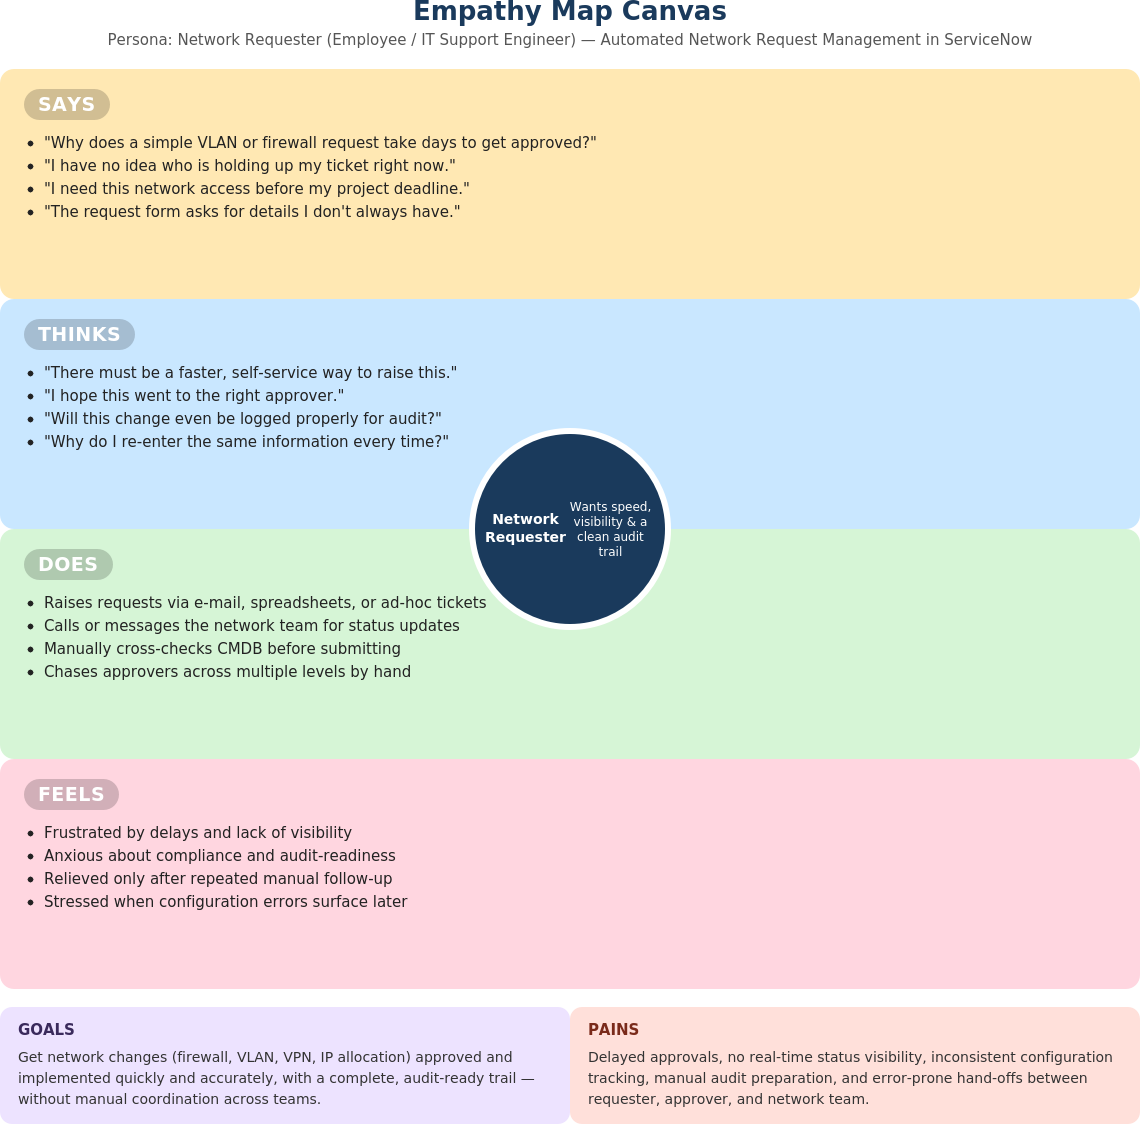 Empathy Map Canvas
Persona: Network Requester (Employee / IT Support Engineer) — Automated Network Request Management in ServiceNow
SAYS
• "Why does a simple VLAN or firewall request take days to get approved?"
• "I have no idea who is holding up my ticket right now."
• "I need this network access before my project deadline."
• "The request form asks for details I don't always have."
THINKS
• "There must be a faster, self-service way to raise this."
• "I hope this went to the right approver."
• "Will this change even be logged properly for audit?"
• "Why do I re-enter the same information every time?"
Network
Requester
Wants speed,
visibility & a
clean audit
trail
DOES
• Raises requests via e-mail, spreadsheets, or ad-hoc tickets
• Calls or messages the network team for status updates
• Manually cross-checks CMDB before submitting
• Chases approvers across multiple levels by hand
FEELS
• Frustrated by delays and lack of visibility
• Anxious about compliance and audit-readiness
• Relieved only after repeated manual follow-up
• Stressed when configuration errors surface later
GOALS
Get network changes (firewall, VLAN, VPN, IP allocation) approved and
implemented quickly and accurately, with a complete, audit-ready trail —
without manual coordination across teams.
PAINS
Delayed approvals, no real-time status visibility, inconsistent configuration
tracking, manual audit preparation, and error-prone hand-offs between
requester, approver, and network team.